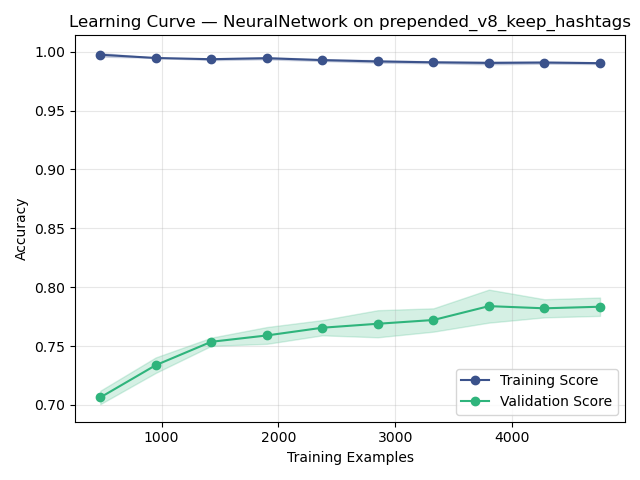 Learning Curve — NeuralNetwork on prepended_v8_keep_hashtags
1.00
0.95
0.90
0.85
0.80
0.75
0.70
Accuracy
1000
2000
3000
4000
Training Examples
Training Score
Validation Score